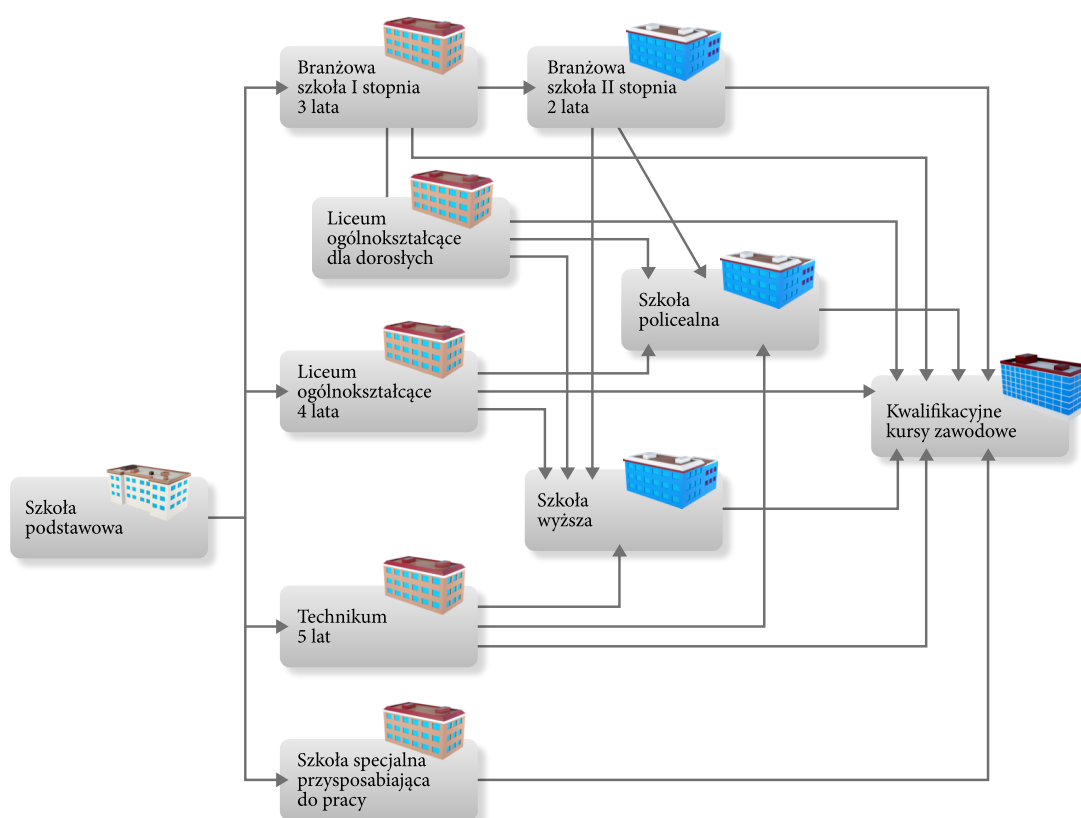 Branżowa
szkoła I stopnia
3 lata
Branżowa
szkoła II stopnia
2 lata
Liceum
ogólnokształcące
dla dorosłych
Szkoła
policealna
Liceum
ogólnokształcące
4 lata
Kwalifikacyjne
kursy zawodowe
Szkoła
podstawowa
Szkoła
wyższa
Technikum
5 lat
Szkoła specjalna
przysposabiająca
do pracy